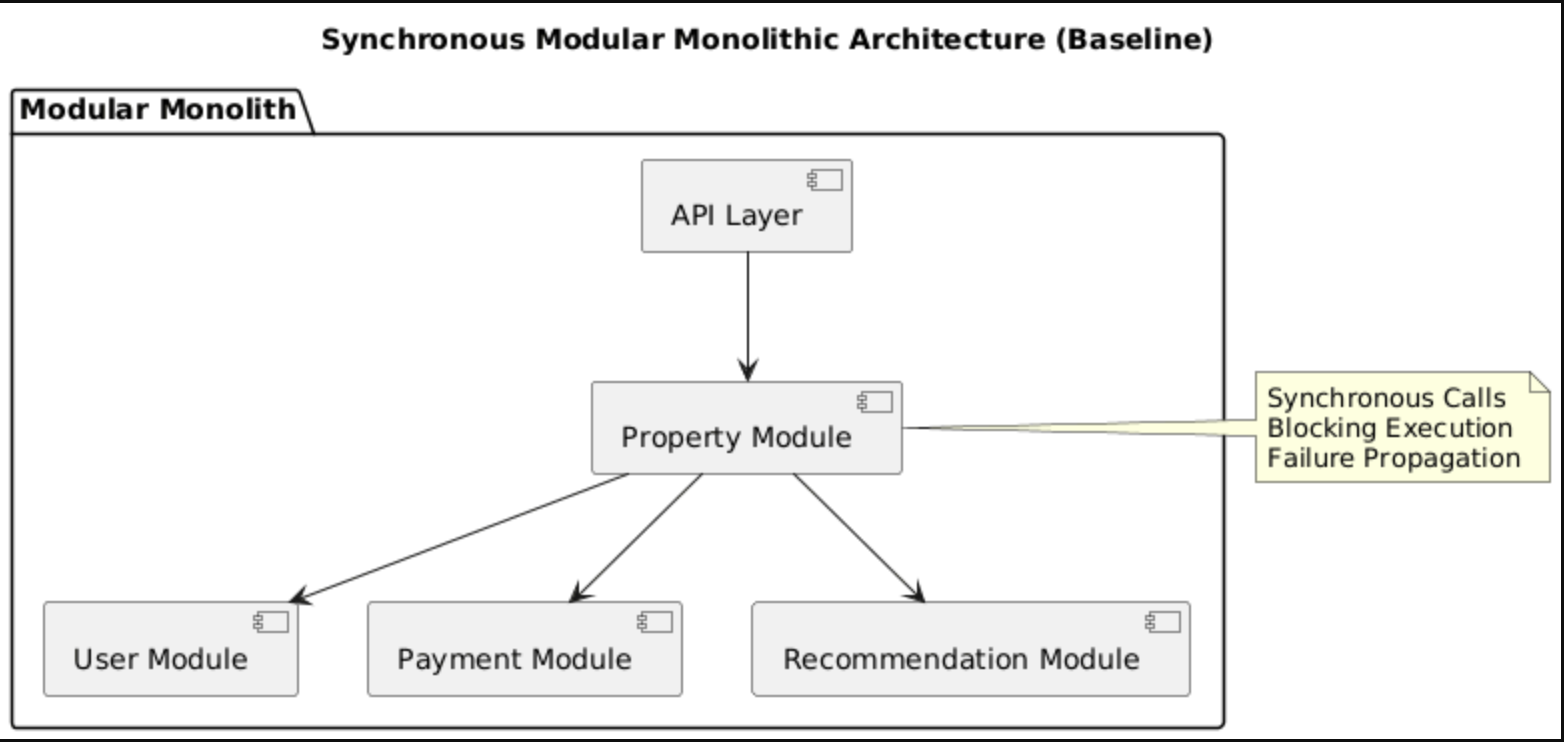 Synchronous Modular Monolithic Architecture (Baseline)
Modular Monolith
API Layer
Property Module
Synchronous Calls
Blocking Execution
Failure Propagation
User Module
Payment Module
Recommendation Module